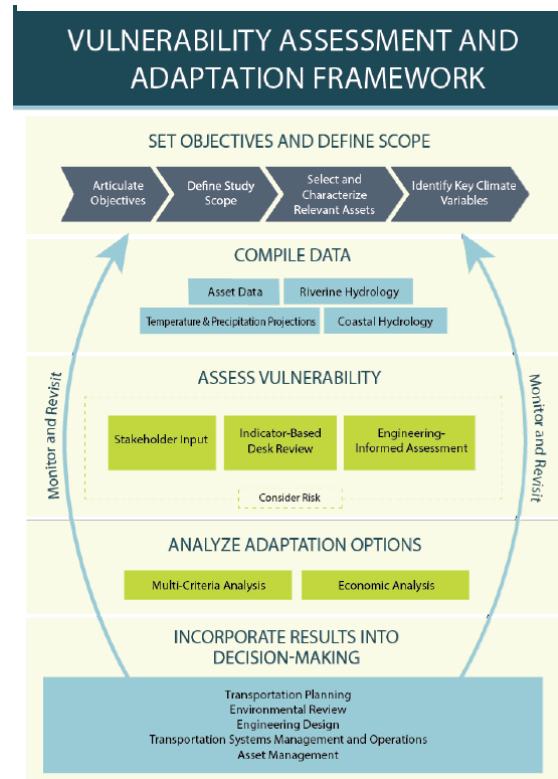 VULNERABILITY ASSESSMENT AND
ADAPTATION FRAMEWORK
SET OBJECTIVES AND DEFINE SCOPE
Articulate
Objectives
Define Study
Scope
Select and
Characterize
Relevant Assets
Identify Key Climate
Variables
COMPILE DATA
Asset Data
Riverine Hydrology
Temperature & Precipitation Projections
Coastal Hydrology
Monitor and Revisit
ASSESS VULNERABILITY
Stakeholder Input
Indicator-Based
Desk Review
Engineering-
Informed Assessment
Consider Risk
Monitor and Revisit
ANALYZE ADAPTATION OPTIONS
Multi-Criteria Analysis
Economic Analysis
INCORPORATE RESULTS INTO
DECISION-MAKING
Transportation Planning
Environmental Review
Engineering Design
Transportation Systems Management and Operations
Asset Management